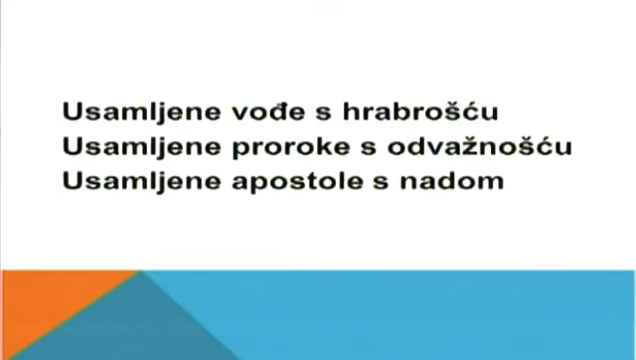 Usamljene vođe s hrabrošću
Usamljene proroke s odvažnošću
Usamljene apostole s nadom